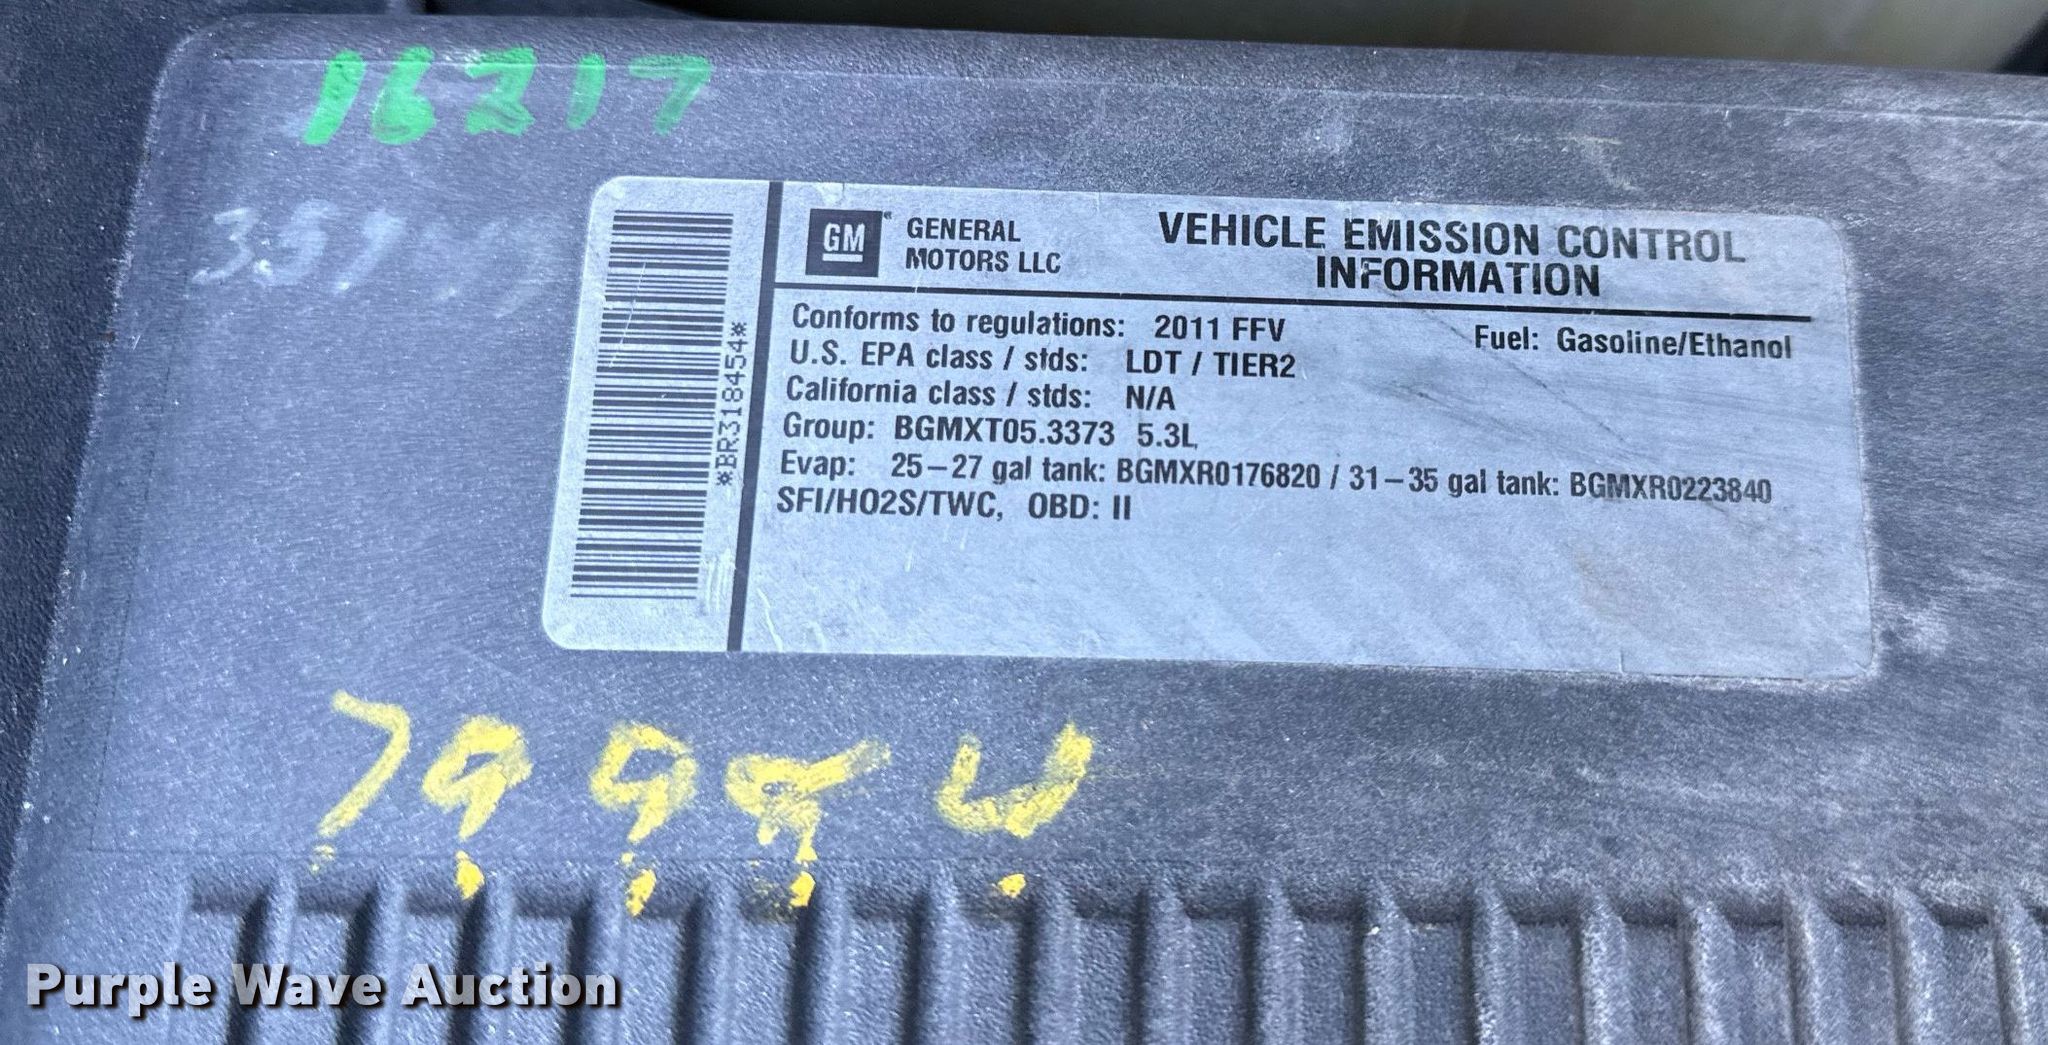 16217
GM
GENERAL
MOTORS LLC
VEHICLE EMISSION CONTROL
INFORMATION
*BR318454*
Conforms to regulations: 2011 FFV
Fuel: Gasoline/Ethanol
U.S. EPA class / stds: LDT / TIER2
California class / stds: N/A
Group: BGMXT05.3373 5.3L
Evap: 25-27 gal tank: BGMXR0176820 / 31-35 gal tank: BGMXR0223840
SFI/HO2S/TWC, OBD: II
Purple Wave Auction